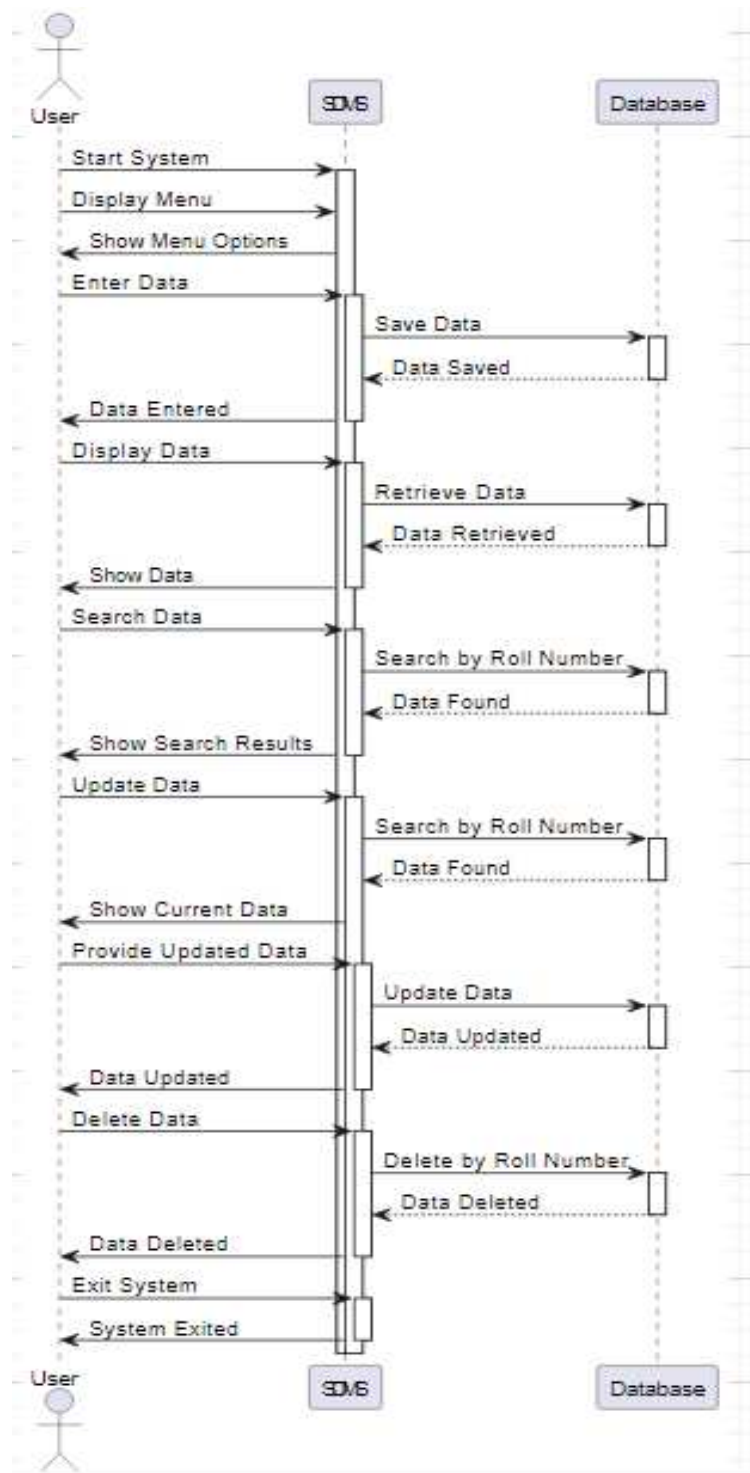 User
SDMS
Database
Start System
Display Menu
Show Menu Options
Enter Data
Save Data
Data Saved
Data Entered
Display Data
Retrieve Data
Data Retrieved
Show Data
Search Data
Search by Roll Number
Data Found
Show Search Results
Update Data
Search by Roll Number
Data Found
Show Current Data
Provide Updated Data
Update Data
Data Updated
Data Updated
Delete Data
Delete by Roll Number
Data Deleted
Data Deleted
Exit System
System Exited
User
SDMS
Database